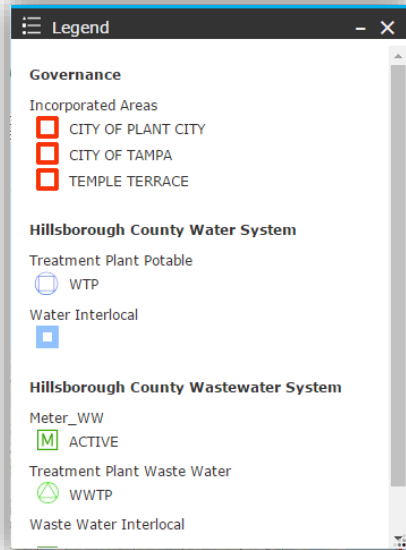 Legend
Governance
Incorporated Areas
CITY OF PLANT CITY
CITY OF TAMPA
TEMPLE TERRACE
Hillsborough County Water System
Treatment Plant Potable
WTP
Water Interlocal
Hillsborough County Wastewater System
Meter_WW
M ACTIVE
Treatment Plant Waste Water
WWTP
Waste Water Interlocal